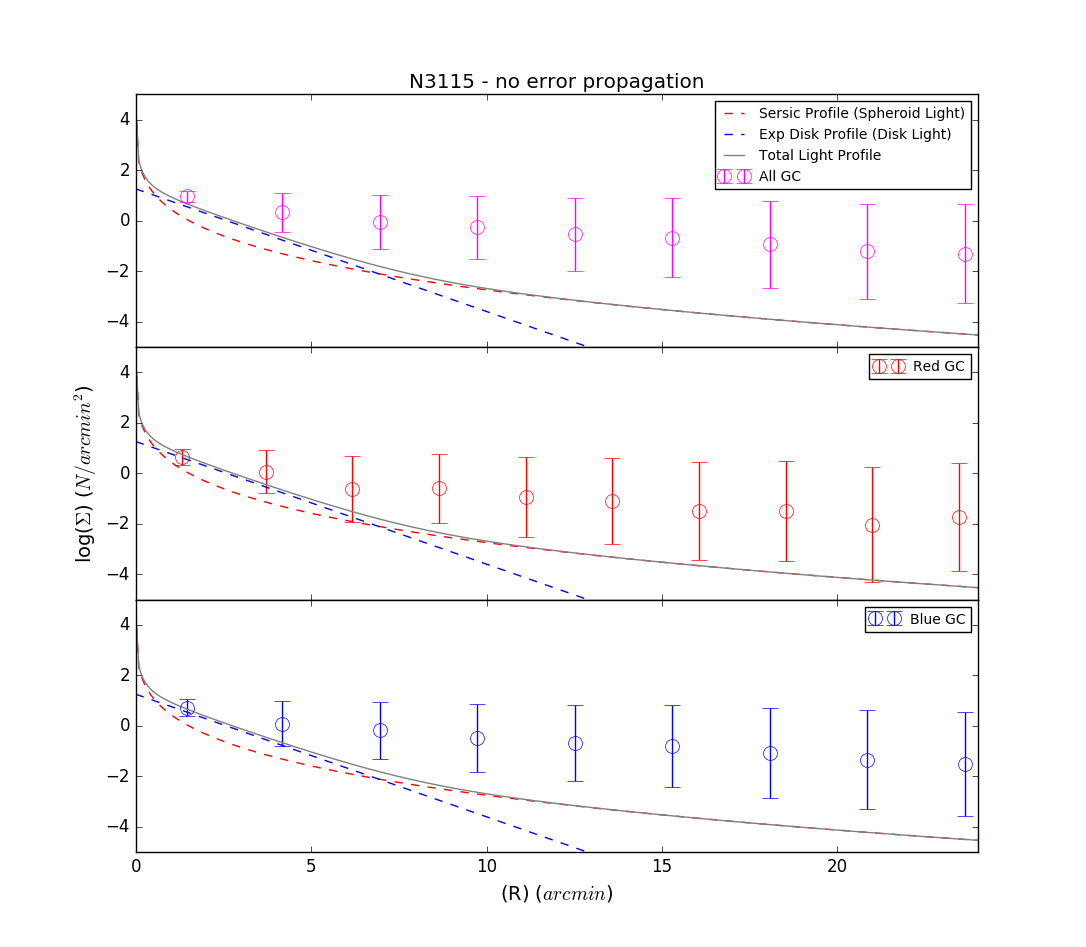 N3115 - no error propagation
Sersic Profile (Spheroid Light)
Exp Disk Profile (Disk Light)
Total Light Profile
All GC
4
2
0
−2
−4
Red GC
4
2
0
−2
−4
log(Σ) (N/arcmin²)
Blue GC
4
2
0
−2
−4
0 5 10 15 20
(R) (arcmin)